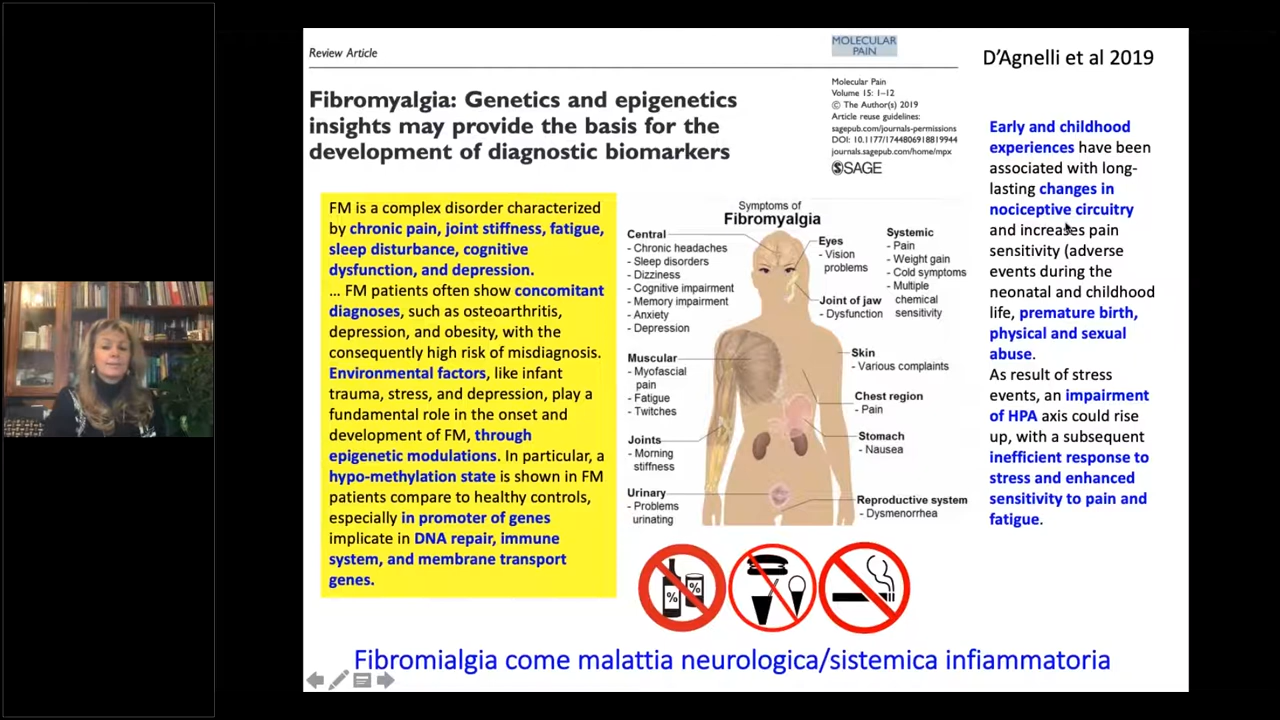 Review Article
MOLECULAR
PAIN
D'Agnelli et al 2019
Fibromyalgia: Genetics and epigenetics
insights may provide the basis for the
development of diagnostic biomarkers
Molecular Pain
Volume 15: 1–12
© The Author(s) 2019
Article reuse guidelines:
sagepub.com/journals-permissions
DOI: 10.1177/1744806918819944
journals.sagepub.com/home/mpx
SAGE
FM is a complex disorder characterized
by chronic pain, joint stiffness, fatigue,
sleep disturbance, cognitive
dysfunction, and depression.
… FM patients often show concomitant
diagnoses, such as osteoarthritis,
depression, and obesity, with the
consequently high risk of misdiagnosis.
Environmental factors, like infant
trauma, stress, and depression, play a
fundamental role in the onset and
development of FM, through
epigenetic modulations. In particular, a
hypo-methylation state is shown in FM
patients compare to healthy controls,
especially in promoter of genes
implicate in DNA repair, immune
system, and membrane transport
genes.
Symptoms of
Fibromyalgia
Central
- Chronic headaches
- Sleep disorders
- Dizziness
- Cognitive impairment
- Memory impairment
- Anxiety
- Depression
Muscular
- Myofascial
pain
- Fatigue
- Twitches
Joints
- Morning
stiffness
Urinary
- Problems
urinating
Eyes
- Vision
problems
Joint of jaw
- Dysfunction
Systemic
- Pain
- Weight gain
- Cold symptoms
- Multiple
chemical
sensitivity
Skin
- Various complaints
Chest region
- Pain
Stomach
- Nausea
Reproductive system
- Dysmenorrhea
Early and childhood
experiences have been
associated with long-
lasting changes in
nociceptive circuitry
and increases pain
sensitivity (adverse
events during the
neonatal and childhood
life, premature birth,
physical and sexual
abuse.
As result of stress
events, an impairment
of HPA axis could rise
up, with a subsequent
inefficient response to
stress and enhanced
sensitivity to pain and
fatigue.
% %
Fibromialgia come malattia neurologica/sistemica infiammatoria